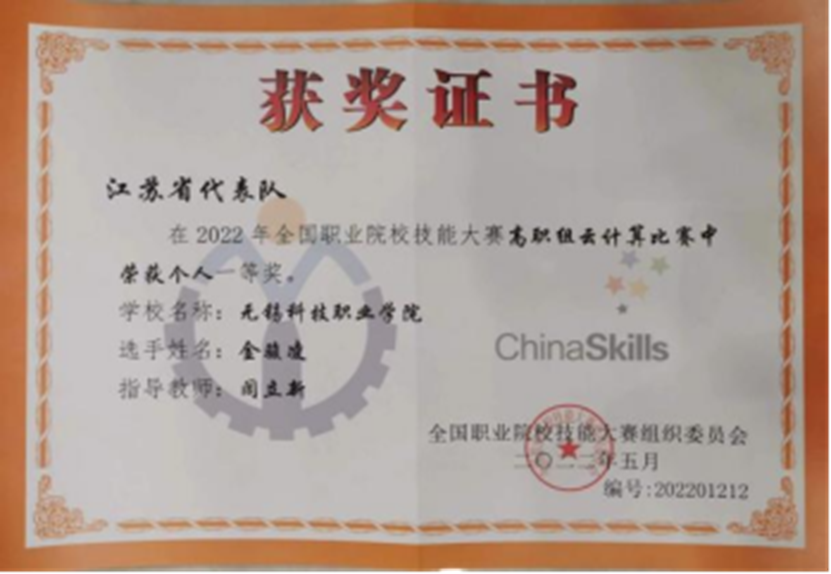 获奖证书
江苏省代表队
在2022年全国职业院校技能大赛高职组云计算比赛中
荣获个人一等奖。
学校名称：无锡科技职业学院
选手姓名：金骏凌
指导教师：闾立新
ChinaSkills
全国职业院校技能大赛组织委员会
二〇二二年五月
编号:202201212